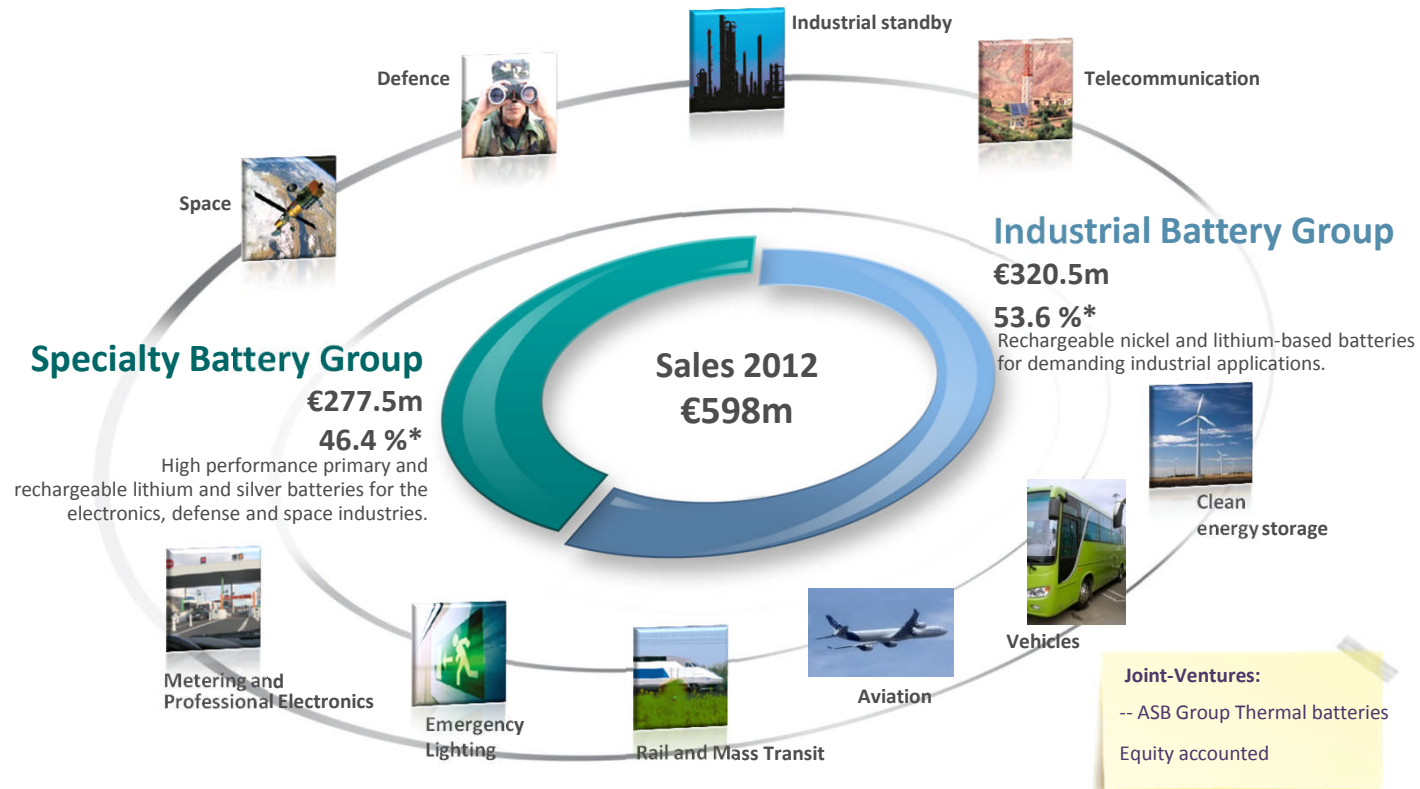 Industrial standby
Defence
Telecommunication
Space
Industrial Battery Group
€320.5m
53.6 %*
Rechargeable nickel and lithium-based batteries
for demanding industrial applications.
Specialty Battery Group
€277.5m
46.4 %*
High performance primary and
rechargeable lithium and silver batteries for the
electronics, defense and space industries.
Sales 2012
€598m
Clean
energy storage
Vehicles
Aviation
Rail and Mass Transit
Emergency
Lighting
Metering and
Professional Electronics
Joint-Ventures:
-- ASB Group Thermal batteries
Equity accounted